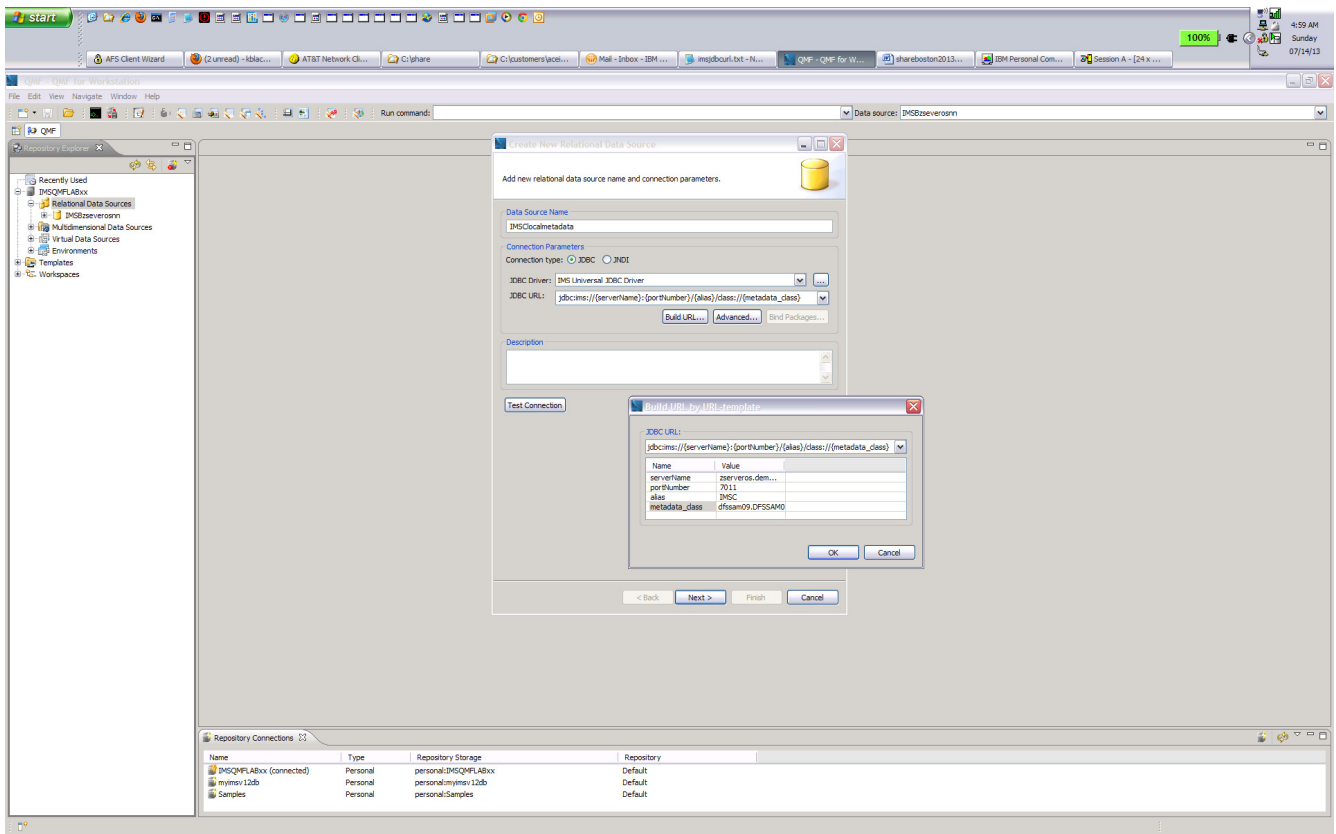 start
4:59 AM
100%
Sunday
07/14/13
AFS Client Wizard
(2 unread) - kblac...
AT&T Network Cli...
C:\share
C:\customers\acei...
Mail - Inbox - IBM ...
imsjdbcurl.txt - N...
QMF - QMF for W...
shareboston2013...
IBM Personal Com...
Session A - [24 x ...
QMF - QMF for Workstation
File Edit View Navigate Window Help
Run command:
Data source: IMSBzseverosnn
QMF
Repository Explorer
Recently Used
IMSQMFLABxx
Relational Data Sources
IMSBzseverosnn
Multidimensional Data Sources
Virtual Data Sources
Environments
Templates
Workspaces
Create New Relational Data Source
Add new relational data source name and connection parameters.
Data Source Name
IMSClocalmetadata
Connection Parameters
Connection type: JDBC JNDI
JDBC Driver: IMS Universal JDBC Driver ...
JDBC URL: jdbc:ims://{serverName}:{portNumber}/{alias}/class://{metadata_class}
Build URL... Advanced... Bind Packages...
Description
Test Connection
Build URL by URL-template
JDBC URL:
jdbc:ims://{serverName}:{portNumber}/{alias}/class://{metadata_class}
Name Value
serverName zserveros.dem...
portNumber 7011
alias IMSC
metadata_class dfssam09.DFSSAM0
OK Cancel
< Back Next > Finish Cancel
Repository Connections
Name Type Repository Storage Repository
IMSQMFLABxx (connected) Personal personal:IMSQMFLABxx Default
myimsv12db Personal personal:myimsv12db Default
Samples Personal personal:Samples Default